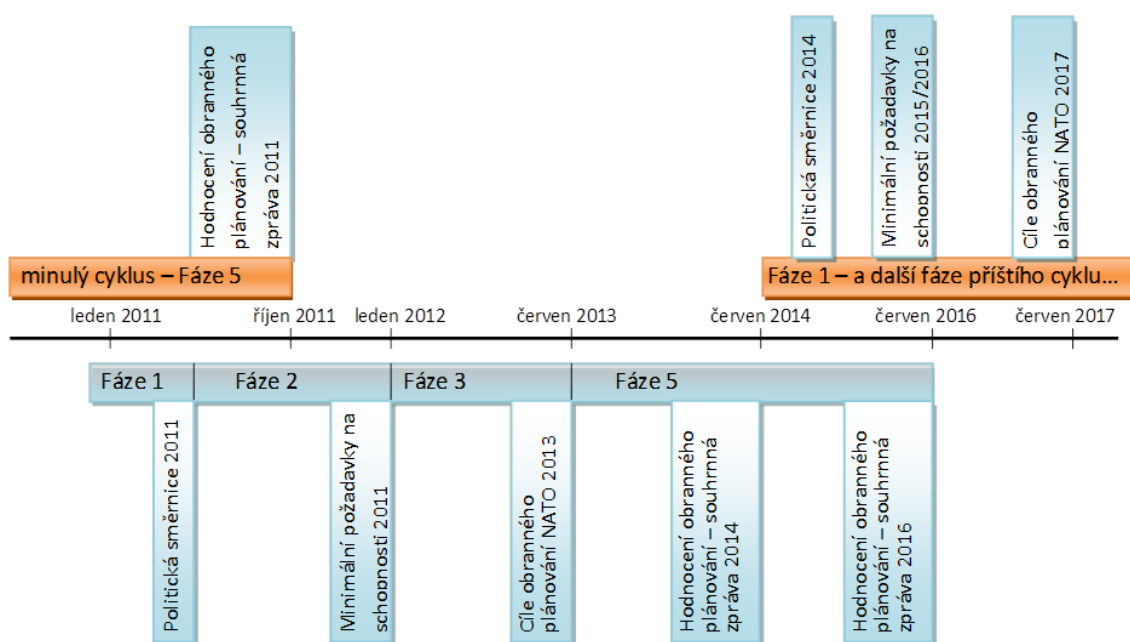 Hodnocení obranného
plánování – souhrnná
zpráva 2011
Politická směrnice 2014
Minimální požadavky na
schopnosti 2015/2016
Cíle obranného
plánování NATO 2017
minulý cyklus – Fáze 5
Fáze 1 – a další fáze příštího cyklu...
leden 2011
říjen 2011
leden 2012
červen 2013
červen 2014
červen 2016
červen 2017
Fáze 1
Fáze 2
Fáze 3
Fáze 5
Politická směrnice 2011
Minimální požadavky na
schopnosti 2011
Cíle obranného
plánování NATO 2013
Hodnocení obranného
plánování – souhrnná
zpráva 2014
Hodnocení obranného
plánování – souhrnná
zpráva 2016